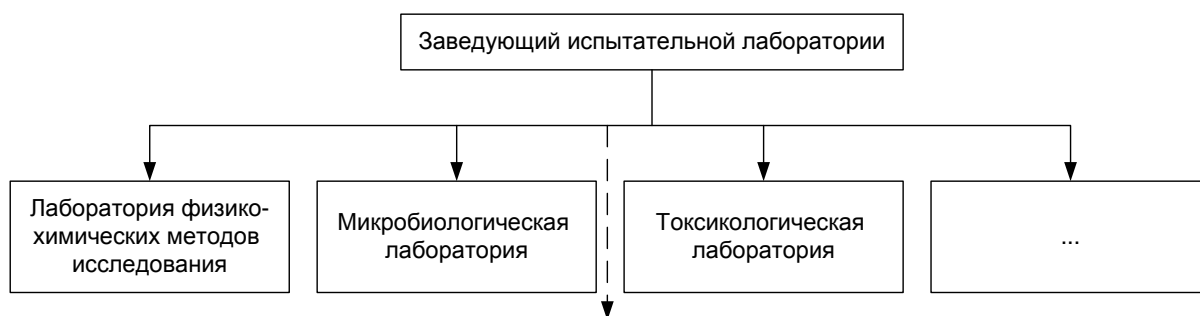 Заведующий испытательной лаборатории
Лаборатория физико-
химических методов
исследования
Микробиологическая
лаборатория
Токсикологическая
лаборатория
...